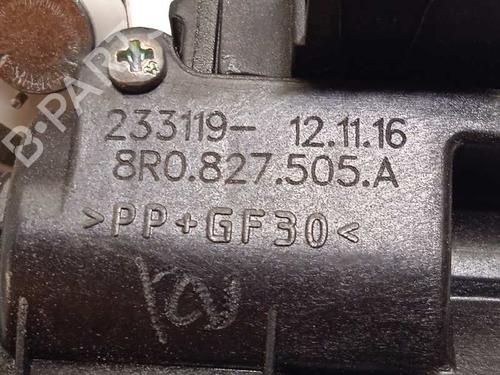 233119- 12.11.16
8R0.827.505.A
>PP+GF30<
B-PARTS